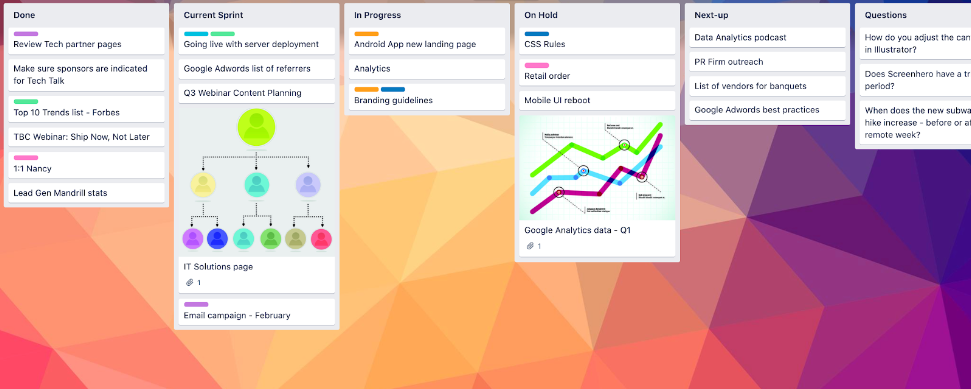 Done
Review Tech partner pages
Make sure sponsors are indicated
for Tech Talk
Top 10 Trends list - Forbes
TBC Webinar: Ship Now, Not Later
1:1 Nancy
Lead Gen Mandrill stats
Current Sprint
Going live with server deployment
Google Adwords list of referrers
Q3 Webinar Content Planning
IT Solutions page
1
Email campaign - February
In Progress
Android App new landing page
Analytics
Branding guidelines
On Hold
CSS Rules
Retail order
Mobile UI reboot
Google Analytics data - Q1
1
Next-up
Data Analytics podcast
PR Firm outreach
List of vendors for banquets
Google Adwords best practices
Questions
How do you adjust the can
in Illustrator?
Does Screenhero have a tr
period?
When does the new subwa
hike increase - before or a
remote week?